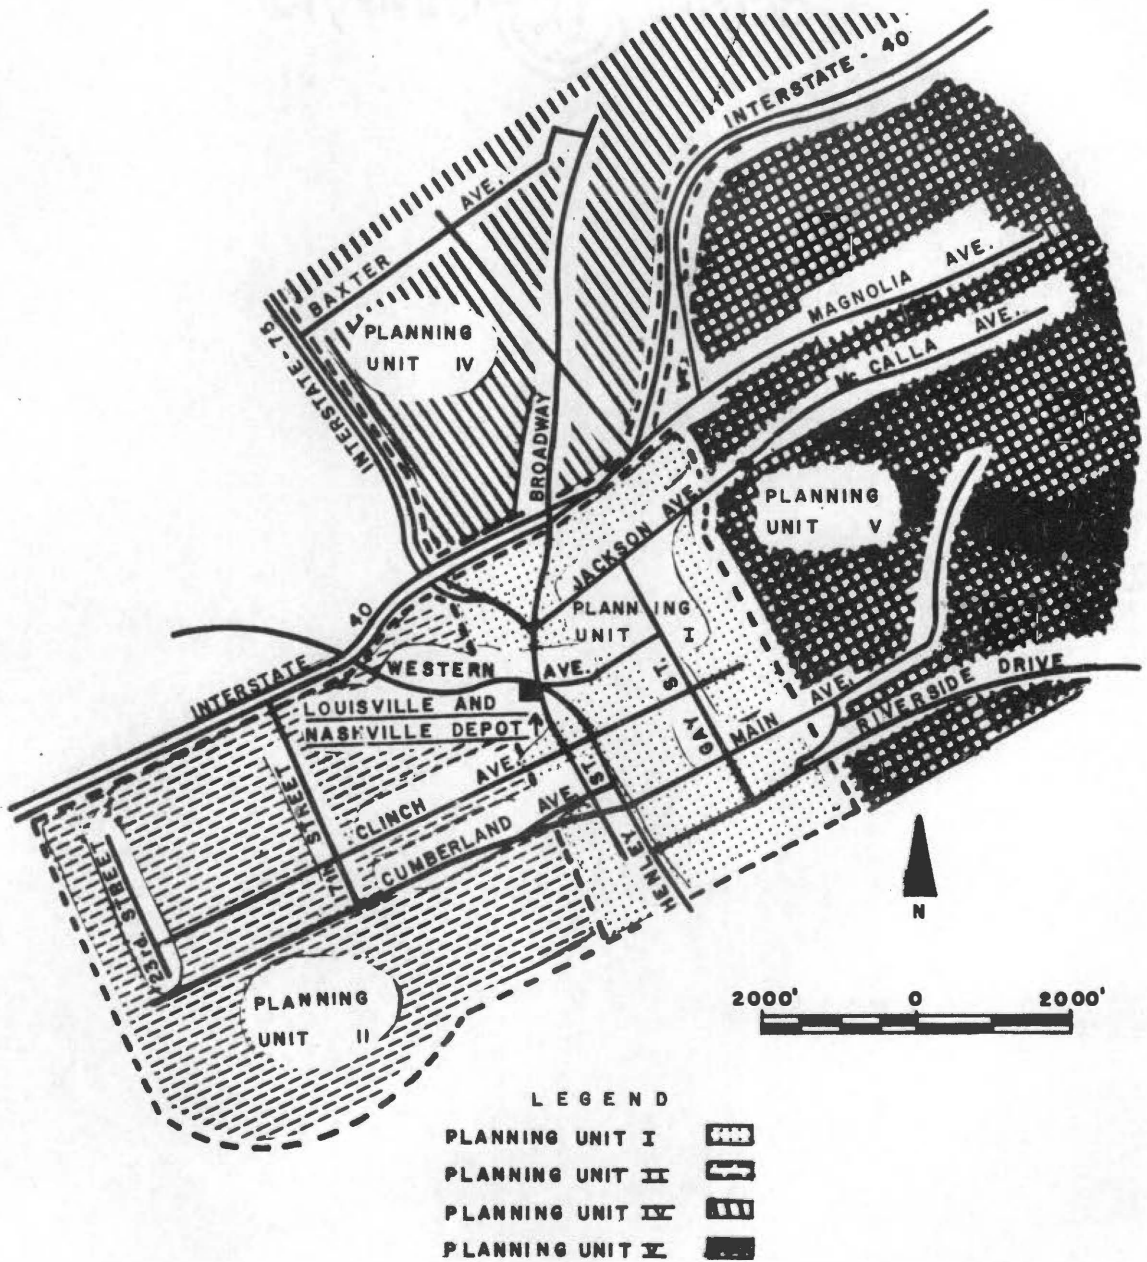 INTERSTATE - 40
BAXTER AVE.
MAGNOLIA AVE.
PLANNING
UNIT IV
INTERSTATE - 75
Mc CALLA AVE.
BROADWAY
PLANNING
UNIT V
JACKSON AVE.
PLANNING
UNIT I
INTERSTATE 40
WESTERN AVE.
LOUISVILLE AND
NASHVILLE DEPOT
GAY ST.
MAIN AVE.
RIVERSIDE DRIVE
CLINCH AVE.
17th STREET
CUMBERLAND AVE.
HENLEY ST.
23rd STREET
N
PLANNING
UNIT II
2000' 0 2000'
LEGEND
PLANNING UNIT I
PLANNING UNIT II
PLANNING UNIT IV
PLANNING UNIT V